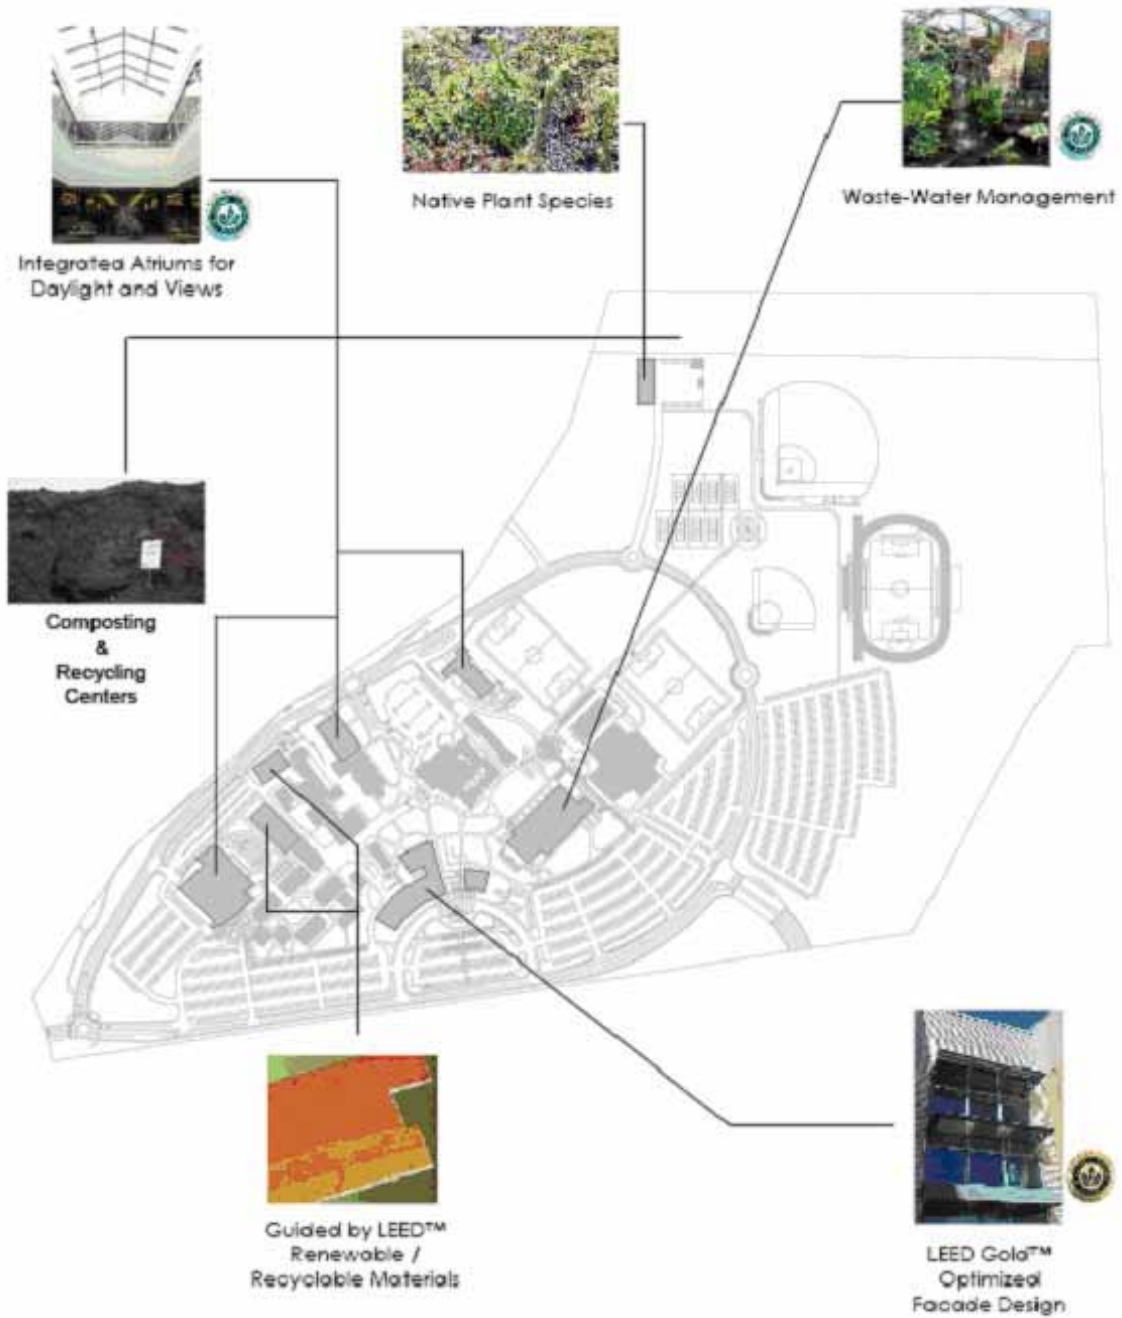 Native Plant Species
Waste-Water Management
Integrated Atriums for
Daylight and Views
Composting
&
Recycling
Centers
Guided by LEED™
Renewable /
Recyclable Materials
LEED Gold™
Optimized
Facade Design